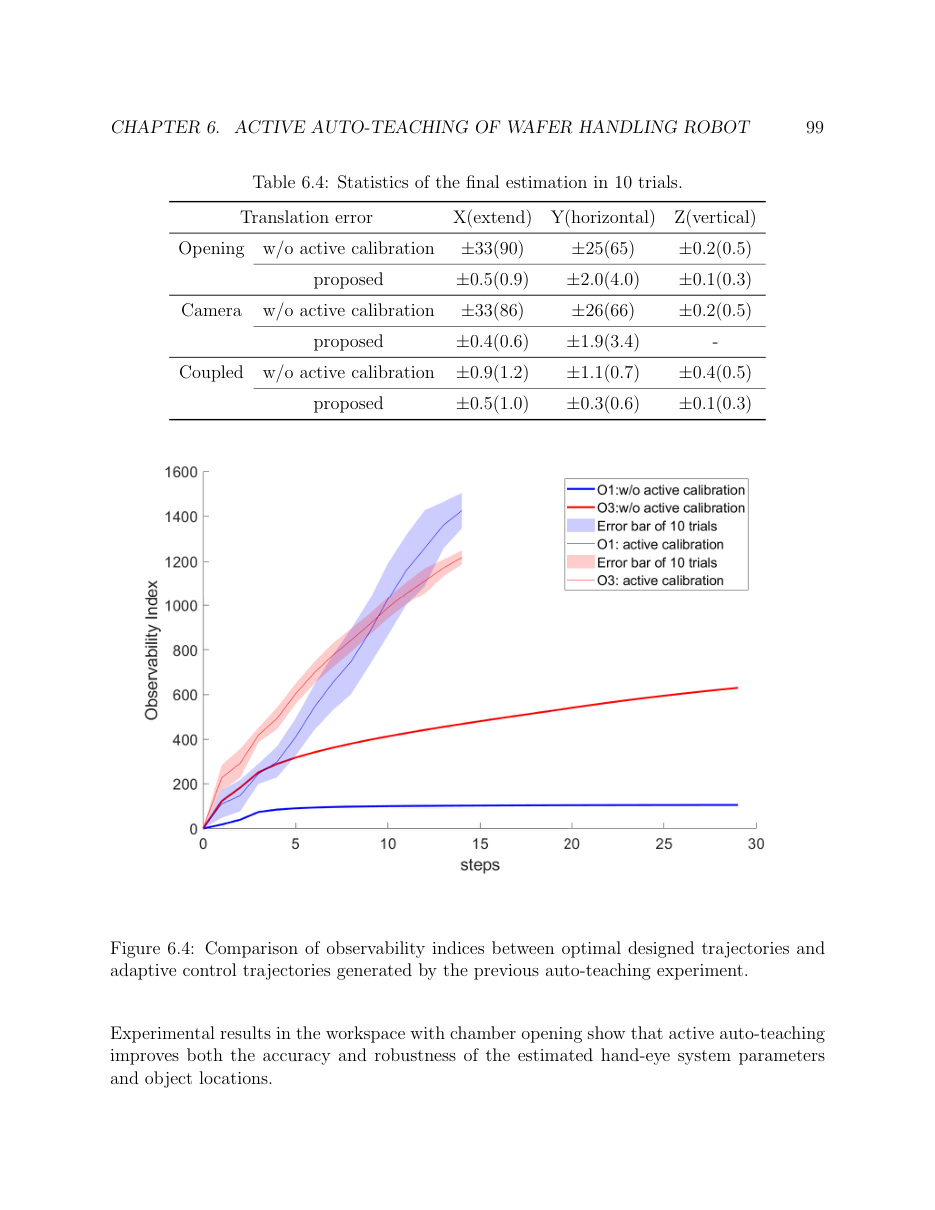 CHAPTER 6. ACTIVE AUTO-TEACHING OF WAFER HANDLING ROBOT 99
Table 6.4: Statistics of the final estimation in 10 trials.
Translation error X(extend) Y(horizontal) Z(vertical)
Opening w/o active calibration ±33(90) ±25(65) ±0.2(0.5)
proposed ±0.5(0.9) ±2.0(4.0) ±0.1(0.3)
Camera w/o active calibration ±33(86) ±26(66) ±0.2(0.5)
proposed ±0.4(0.6) ±1.9(3.4) -
Coupled w/o active calibration ±0.9(1.2) ±1.1(0.7) ±0.4(0.5)
proposed ±0.5(1.0) ±0.3(0.6) ±0.1(0.3)
1600
1400
1200
1000
800
600
400
200
0
Observability Index
O1:w/o active calibration
O3:w/o active calibration
Error bar of 10 trials
O1: active calibration
Error bar of 10 trials
O3: active calibration
0 5 10 15 20 25 30
steps
Figure 6.4: Comparison of observability indices between optimal designed trajectories and
adaptive control trajectories generated by the previous auto-teaching experiment.
Experimental results in the workspace with chamber opening show that active auto-teaching
improves both the accuracy and robustness of the estimated hand-eye system parameters
and object locations.